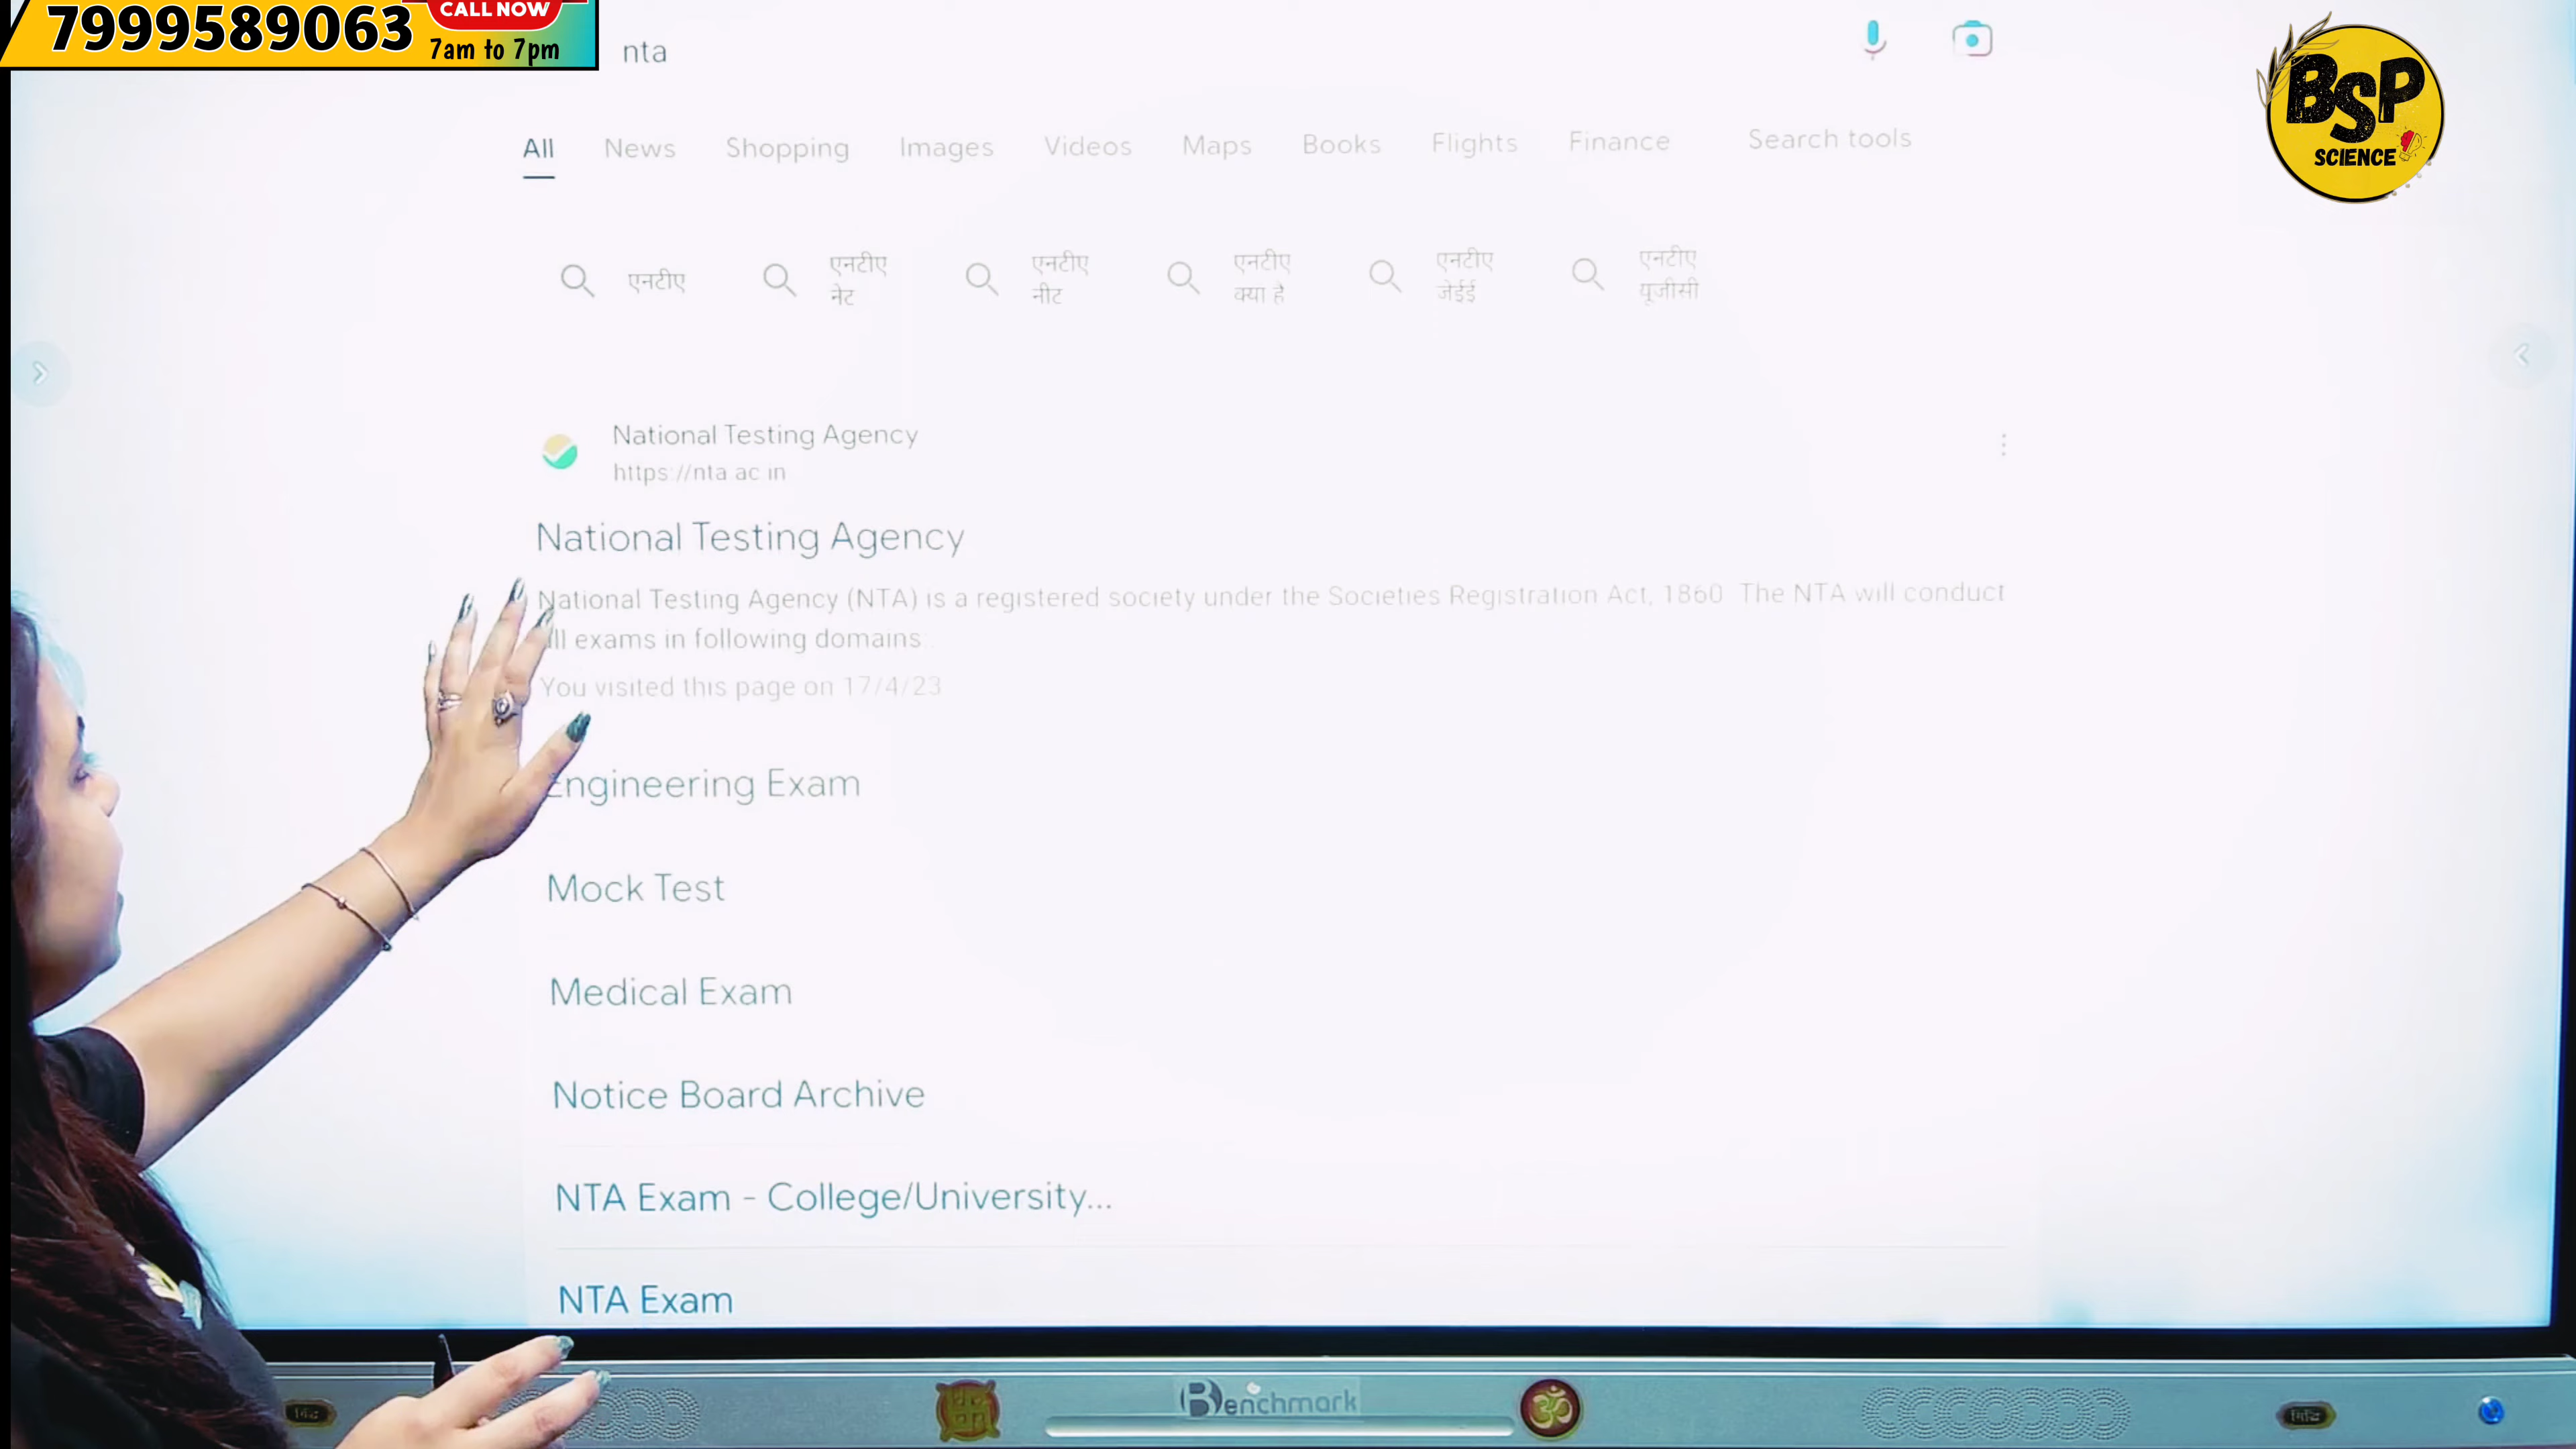 7999589063
CALL NOW
7am to 7pm
nta
BSP
SCIENCE
All News Shopping Images Videos Maps Books Flights Finance Search tools
एनटीए
एनटीए
नेट
एनटीए
नीट
एनटीए
क्या है
एनटीए
जेईई
एनटीए
यूजीसी
National Testing Agency
https://nta.ac.in
National Testing Agency
National Testing Agency (NTA) is a registered society under the Societies Registration Act, 1860. The NTA will conduct
all exams in following domains
You visited this page on 17/4/23
Engineering Exam
Mock Test
Medical Exam
Notice Board Archive
NTA Exam - College/University...
NTA Exam
Benchmark
ॐ